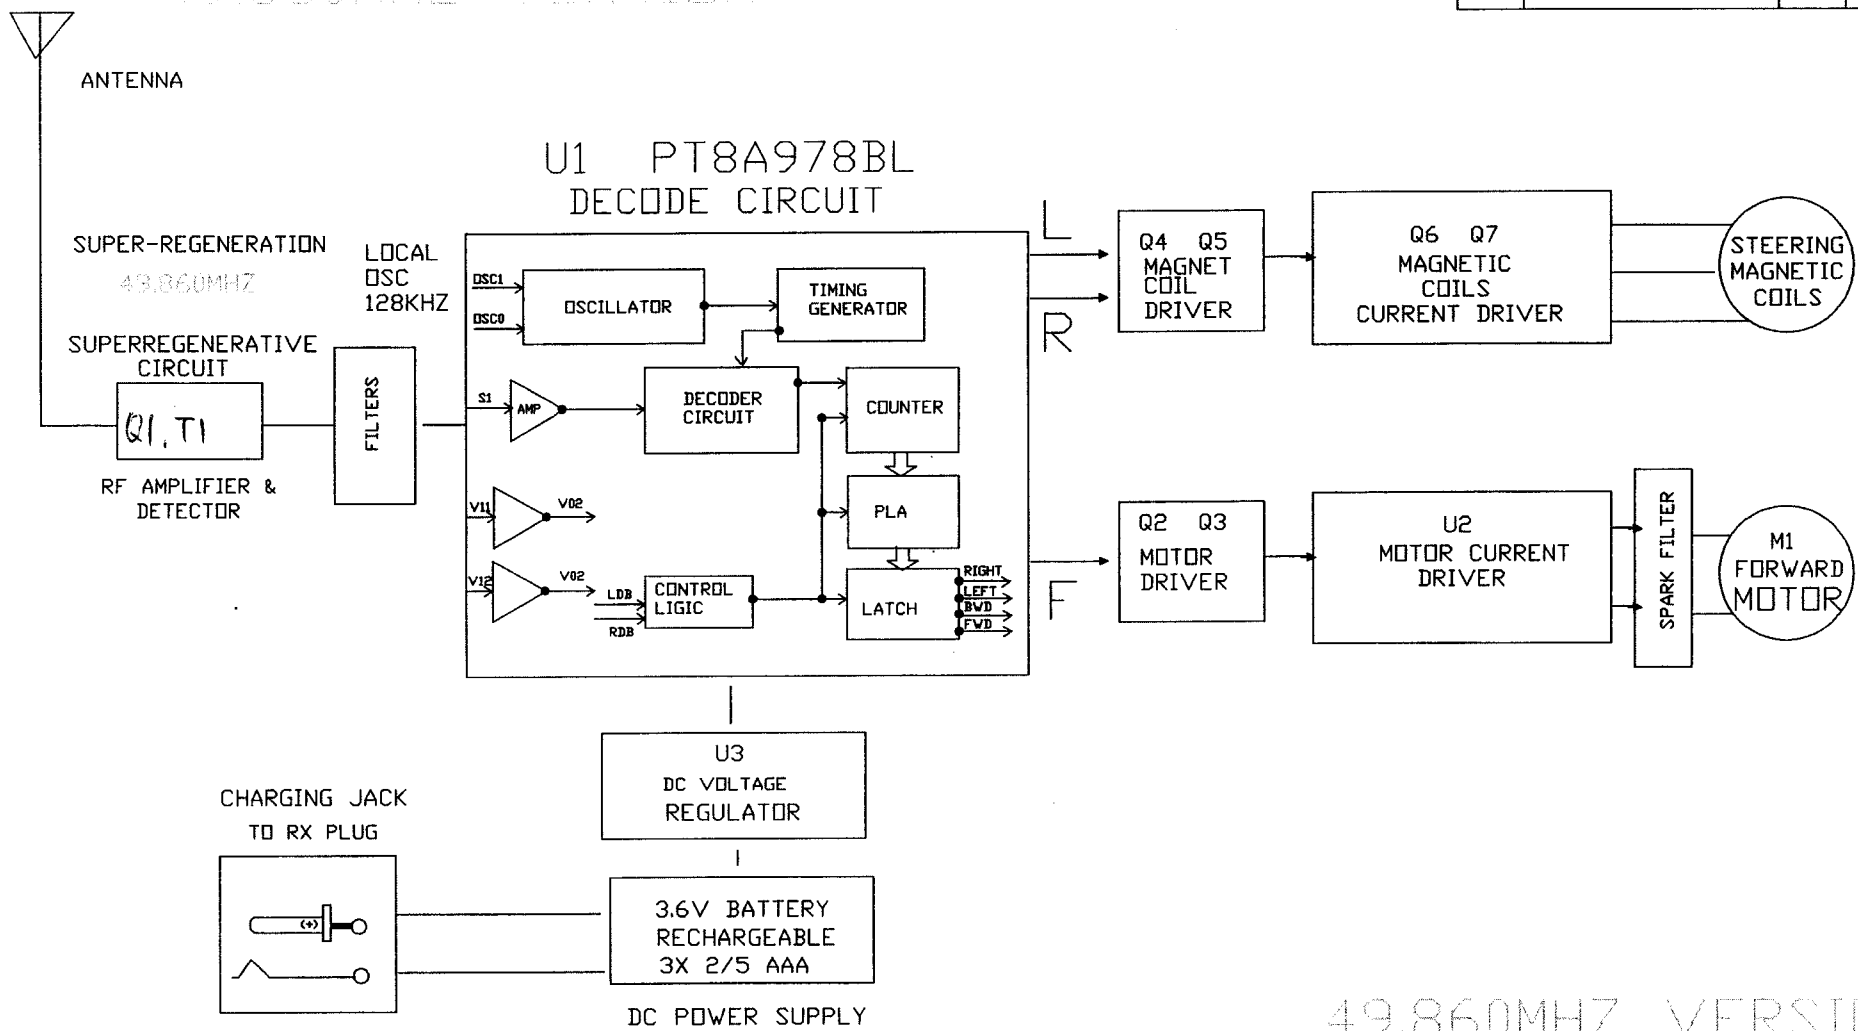 ANTENNA
U1 PT8A978BL
DECODE CIRCUIT
SUPER-REGENERATION
49.860MHZ
LOCAL
OSC
128KHZ
SUPERREGENERATIVE
CIRCUIT
Q1, T1
RF AMPLIFIER &
DETECTOR
FILTERS
OSC1
OSC0
OSCILLATOR
TIMING
GENERATOR
S1
AMP
DECODER
CIRCUIT
COUNTER
V11
V02
PLA
V12
V02
LDB
RDB
CONTROL
LIGIC
LATCH
RIGHT
LEFT
BWD
FWD
L
R
F
Q4 Q5
MAGNET
COIL
DRIVER
Q6 Q7
MAGNETIC
COILS
CURRENT DRIVER
STEERING
MAGNETIC
COILS
Q2 Q3
MOTOR
DRIVER
U2
MOTOR CURRENT
DRIVER
SPARK FILTER
M1
FORWARD
MOTOR
U3
DC VOLTAGE
REGULATOR
CHARGING JACK
TO RX PLUG
(+)
3.6V BATTERY
RECHARGEABLE
3X 2/5 AAA
DC POWER SUPPLY
49.860MHZ